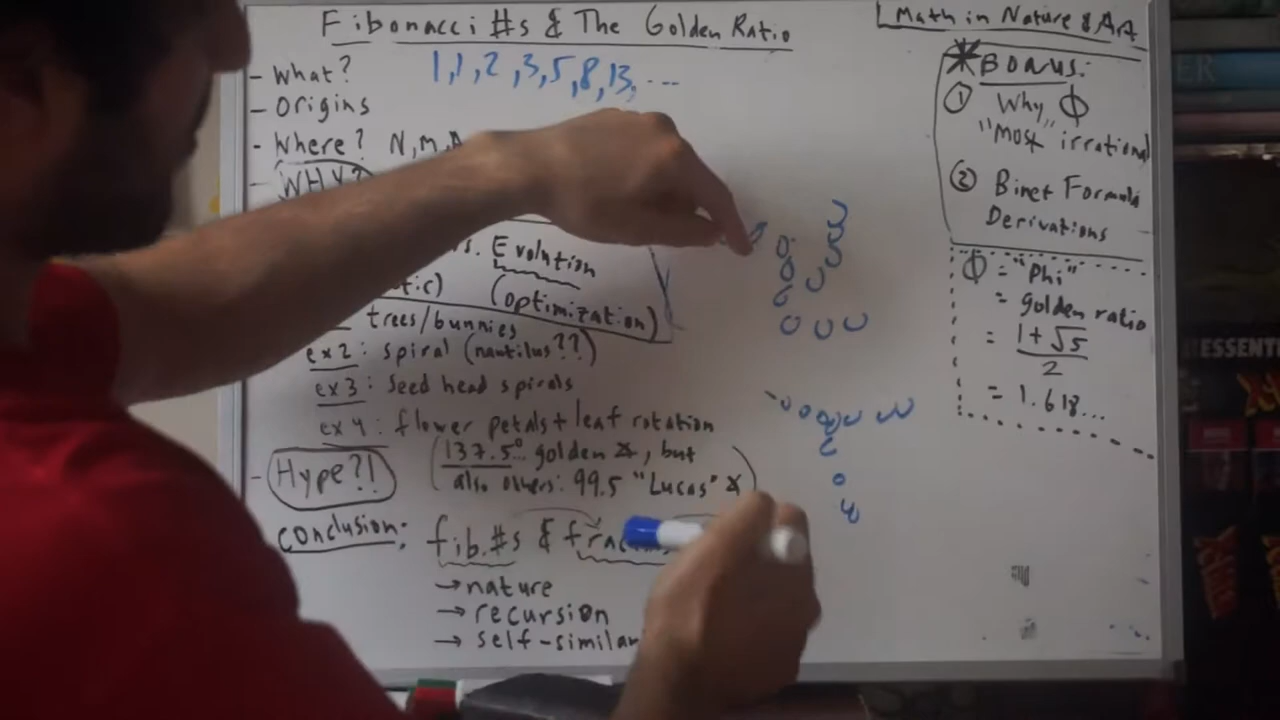 Fibonacci #s & The Golden Ratio
1,1,2,3,5,8,13,...
- What?
- Origins
- Where? N, M, A
- WHY?
s. Evolution
tic) (optimization)
trees/bunnies
ex2: spiral (nautilus??)
ex3: seed head spirals
ex4: flower petals + leaf rotation
- Hype?! (137.5°.. golden ∡, but
also others: 99.5 "Lucas" ∡)
conclusion: fib.#s & frac
→ nature
→ recursion
→ self-similar
Math in Nature & Art
* Bonus:
① Why Φ
"Most" irrational
② Binet Formula
Derivations
Φ = "Phi"
= golden ratio
= 1+√5
2
= 1.618...
ER
ESSENTI